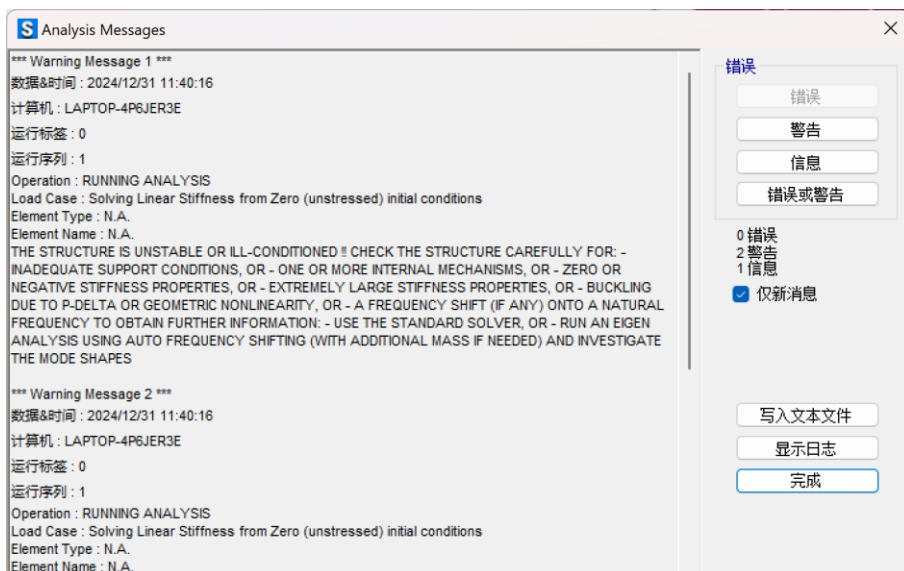 Analysis Messages
*** Warning Message 1 ***
数据&时间 : 2024/12/31 11:40:16
计算机 : LAPTOP-4P6JER3E
运行标签 : 0
运行序列 : 1
Operation : RUNNING ANALYSIS
Load Case : Solving Linear Stiffness from Zero (unstressed) initial conditions
Element Type : N.A.
Element Name : N.A.
THE STRUCTURE IS UNSTABLE OR ILL-CONDITIONED !! CHECK THE STRUCTURE CAREFULLY FOR: -
INADEQUATE SUPPORT CONDITIONS, OR - ONE OR MORE INTERNAL MECHANISMS, OR - ZERO OR
NEGATIVE STIFFNESS PROPERTIES, OR - EXTREMELY LARGE STIFFNESS PROPERTIES, OR - BUCKLING
DUE TO P-DELTA OR GEOMETRIC NONLINEARITY, OR - A FREQUENCY SHIFT (IF ANY) ONTO A NATURAL
FREQUENCY TO OBTAIN FURTHER INFORMATION: - USE THE STANDARD SOLVER, OR - RUN AN EIGEN
ANALYSIS USING AUTO FREQUENCY SHIFTING (WITH ADDITIONAL MASS IF NEEDED) AND INVESTIGATE
THE MODE SHAPES
*** Warning Message 2 ***
数据&时间 : 2024/12/31 11:40:16
计算机 : LAPTOP-4P6JER3E
运行标签 : 0
运行序列 : 1
Operation : RUNNING ANALYSIS
Load Case : Solving Linear Stiffness from Zero (unstressed) initial conditions
Element Type : N.A.
Element Name : N.A.
错误
错误
警告
信息
错误或警告
0 错误
2 警告
1 信息
仅新消息
写入文本文件
显示日志
完成